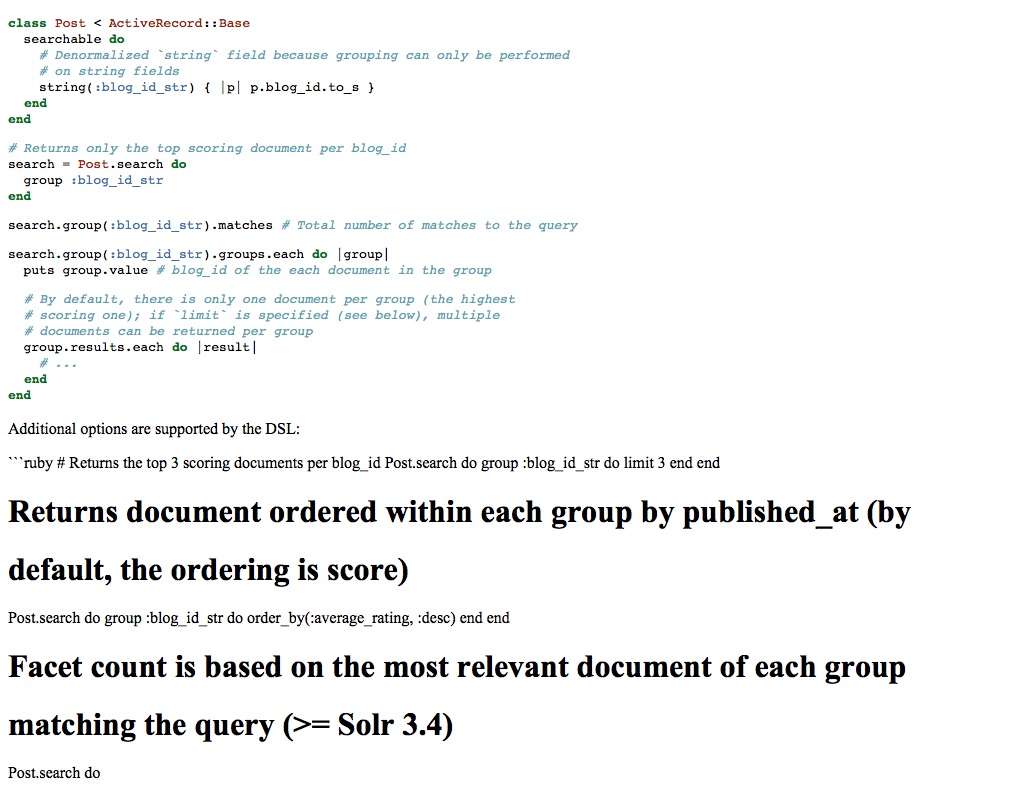 class Post < ActiveRecord::Base
  searchable do
    # Denormalized `string` field because grouping can only be performed
    # on string fields
    string(:blog_id_str) { |p| p.blog_id.to_s }
  end
end
# Returns only the top scoring document per blog_id
search = Post.search do
  group :blog_id_str
end
search.group(:blog_id_str).matches # Total number of matches to the query
search.group(:blog_id_str).groups.each do |group|
  puts group.value # blog_id of the each document in the group
  # By default, there is only one document per group (the highest
  # scoring one); if `limit` is specified (see below), multiple
  # documents can be returned per group
  group.results.each do |result|
    # ...
  end
end
Additional options are supported by the DSL:
```ruby # Returns the top 3 scoring documents per blog_id Post.search do group :blog_id_str do limit 3 end end
Returns document ordered within each group by published_at (by
default, the ordering is score)
Post.search do group :blog_id_str do order_by(:average_rating, :desc) end end
Facet count is based on the most relevant document of each group
matching the query (>= Solr 3.4)
Post.search do